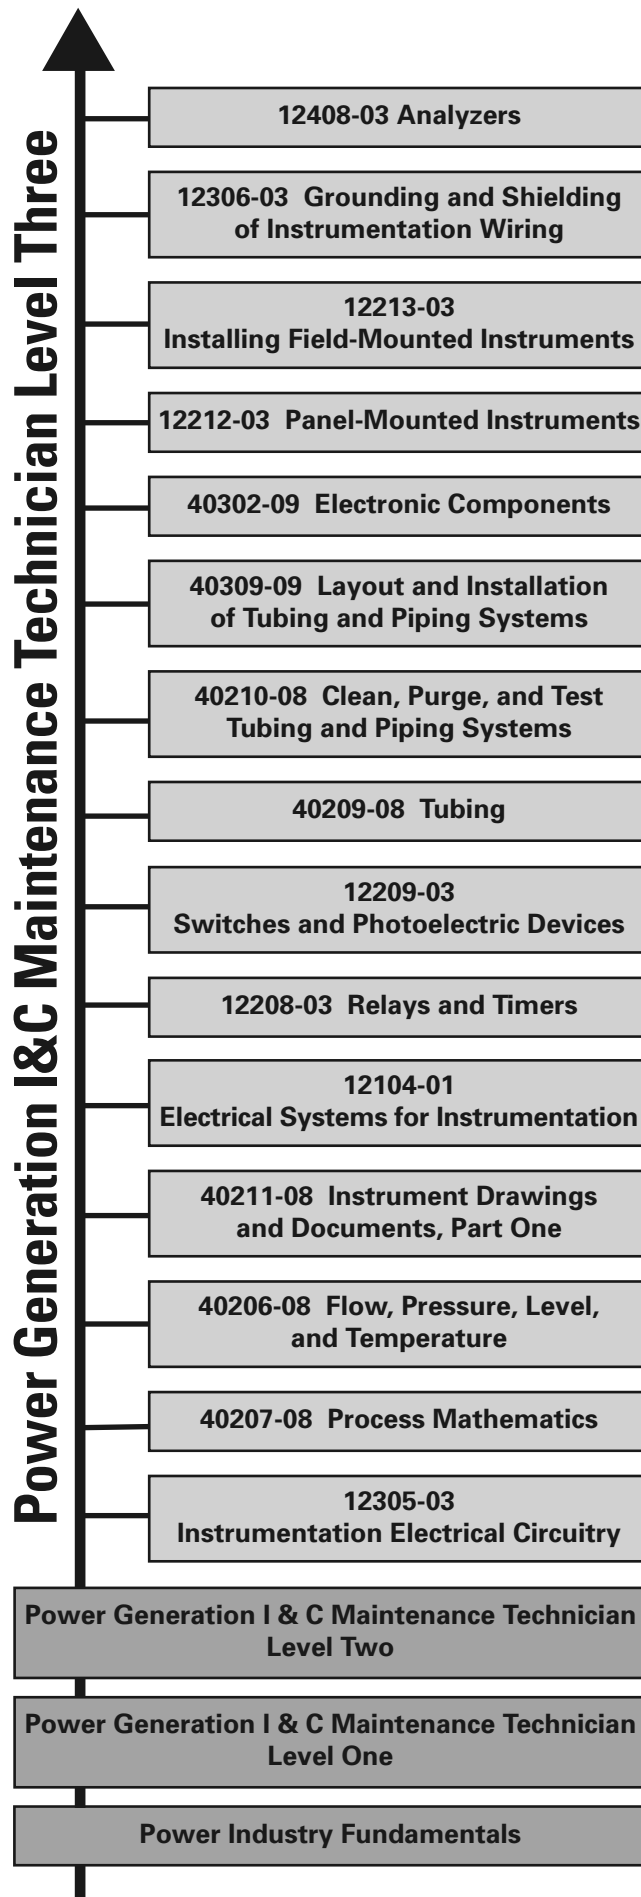 Power Generation I&C Maintenance Technician Level Three
12408-03 Analyzers
12306-03 Grounding and Shielding
of Instrumentation Wiring
12213-03
Installing Field-Mounted Instruments
12212-03 Panel-Mounted Instruments
40302-09 Electronic Components
40309-09 Layout and Installation
of Tubing and Piping Systems
40210-08 Clean, Purge, and Test
Tubing and Piping Systems
40209-08 Tubing
12209-03
Switches and Photoelectric Devices
12208-03 Relays and Timers
12104-01
Electrical Systems for Instrumentation
40211-08 Instrument Drawings
and Documents, Part One
40206-08 Flow, Pressure, Level,
and Temperature
40207-08 Process Mathematics
12305-03
Instrumentation Electrical Circuitry
Power Generation I & C Maintenance Technician
Level Two
Power Generation I & C Maintenance Technician
Level One
Power Industry Fundamentals